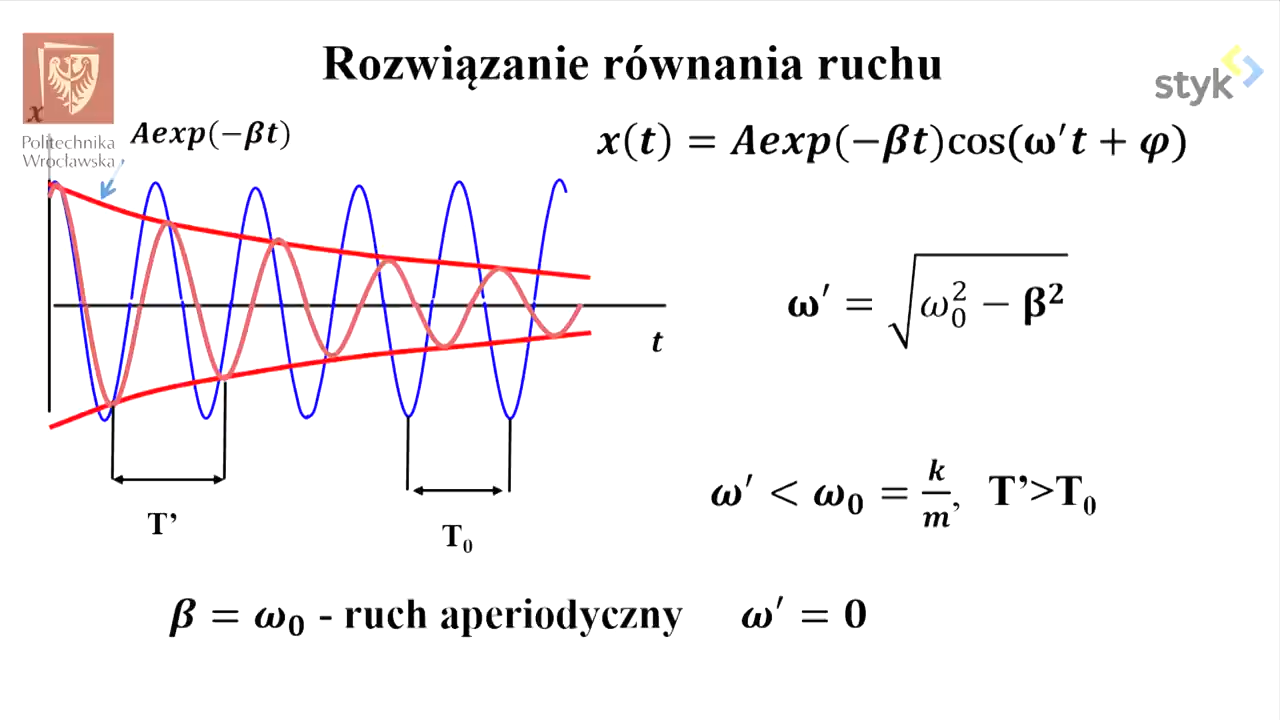 Rozwiązanie równania ruchu
styk
x
Politechnika
Wrocławska
Aexp(−βt)
x(t) = Aexp(−βt)cos(ω′t + φ)
ω′ = √(ω₀² − β²)
t
ω′ < ω₀ = k/m, T’>T₀
T’
T₀
β = ω₀ - ruch aperiodyczny ω′ = 0